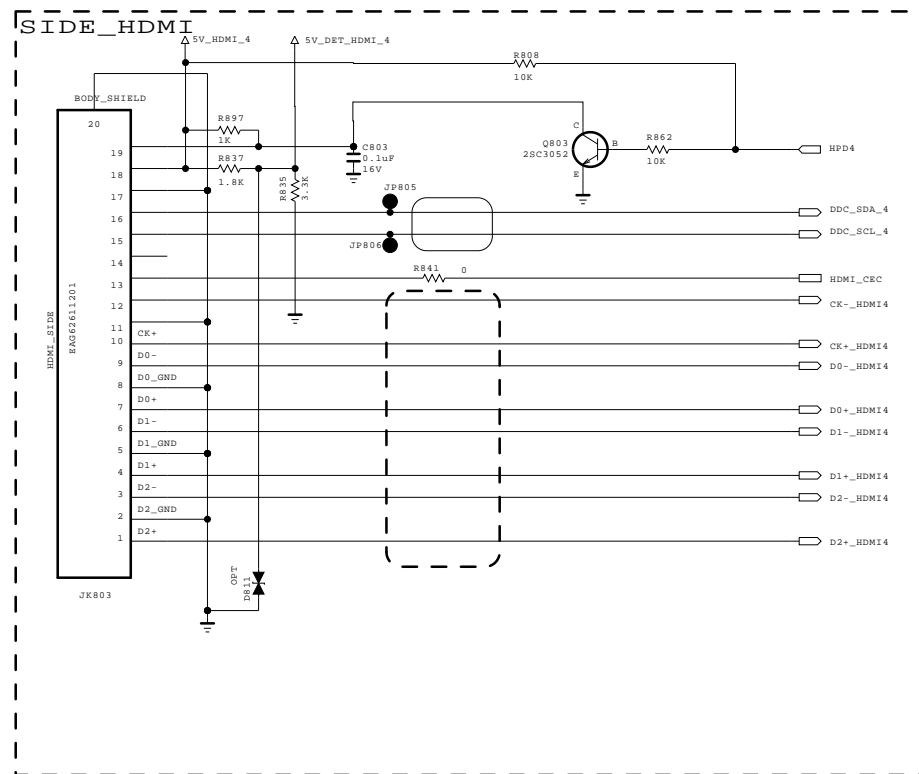 SIDE_HDMI
5V_HDMI_4
5V_DET_HDMI_4
R808
10K
BODY_SHIELD
20
R897
1K
C803
0.1uF
16V
C
Q803
2SC3052
B
E
R862
10K
HPD4
19
R837
1.8K
18
R835
3.3K
JP805
17
16
DDC_SDA_4
15
JP806
DDC_SCL_4
14
R841
0
13
HDMI_CEC
12
CK-_HDMI4
HDMI_SIDE
EAG62611201
11
CK+
10
CK+_HDMI4
D0-
9
D0-_HDMI4
D0_GND
8
D0+
7
D0+_HDMI4
D1-
6
D1-_HDMI4
D1_GND
5
D1+
4
D1+_HDMI4
D2-
3
D2-_HDMI4
D2_GND
2
D2+
1
D2+_HDMI4
OPT
D811
JK803